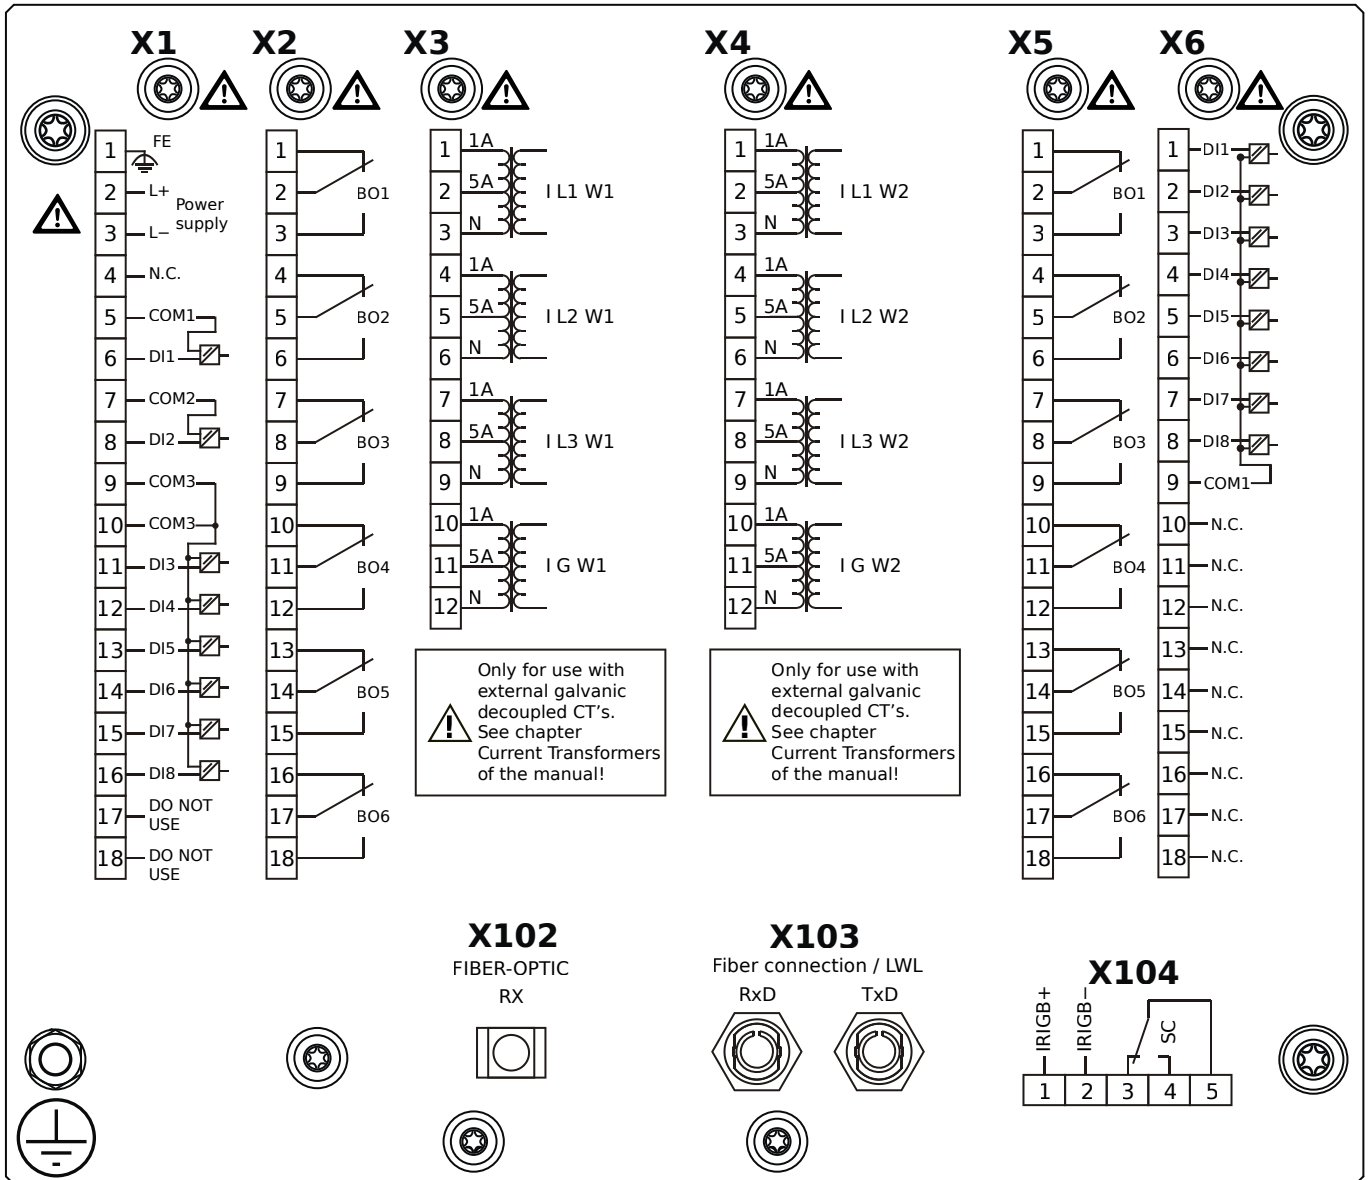 X1
X2
X3
X4
X5
X6
1 FE
2 L+
Power
supply
3 L−
4 N.C.
5 COM1
6 DI1
7 COM2
8 DI2
9 COM3
10 COM3
11 DI3
12 DI4
13 DI5
14 DI6
15 DI7
16 DI8
17 DO NOT
USE
18 DO NOT
USE
1
2 BO1
3
4
5 BO2
6
7
8 BO3
9
10
11 BO4
12
13
14 BO5
15
16
17 BO6
18
1 1A
2 5A I L1 W1
3 N
4 1A
5 5A I L2 W1
6 N
7 1A
8 5A I L3 W1
9 N
10 1A
11 5A I G W1
12 N
Only for use with
external galvanic
decoupled CT's.
See chapter
Current Transformers
of the manual!
1 1A
2 5A I L1 W2
3 N
4 1A
5 5A I L2 W2
6 N
7 1A
8 5A I L3 W2
9 N
10 1A
11 5A I G W2
12 N
Only for use with
external galvanic
decoupled CT's.
See chapter
Current Transformers
of the manual!
1
2 BO1
3
4
5 BO2
6
7
8 BO3
9
10
11 BO4
12
13
14 BO5
15
16
17 BO6
18
1 DI1
2 DI2
3 DI3
4 DI4
5 DI5
6 DI6
7 DI7
8 DI8
9 COM1
10 N.C.
11 N.C.
12 N.C.
13 N.C.
14 N.C.
15 N.C.
16 N.C.
17 N.C.
18 N.C.
X102
FIBER-OPTIC
RX
X103
Fiber connection / LWL
RxD TxD
X104
IRIGB+
IRIGB−
SC
1 2 3 4 5